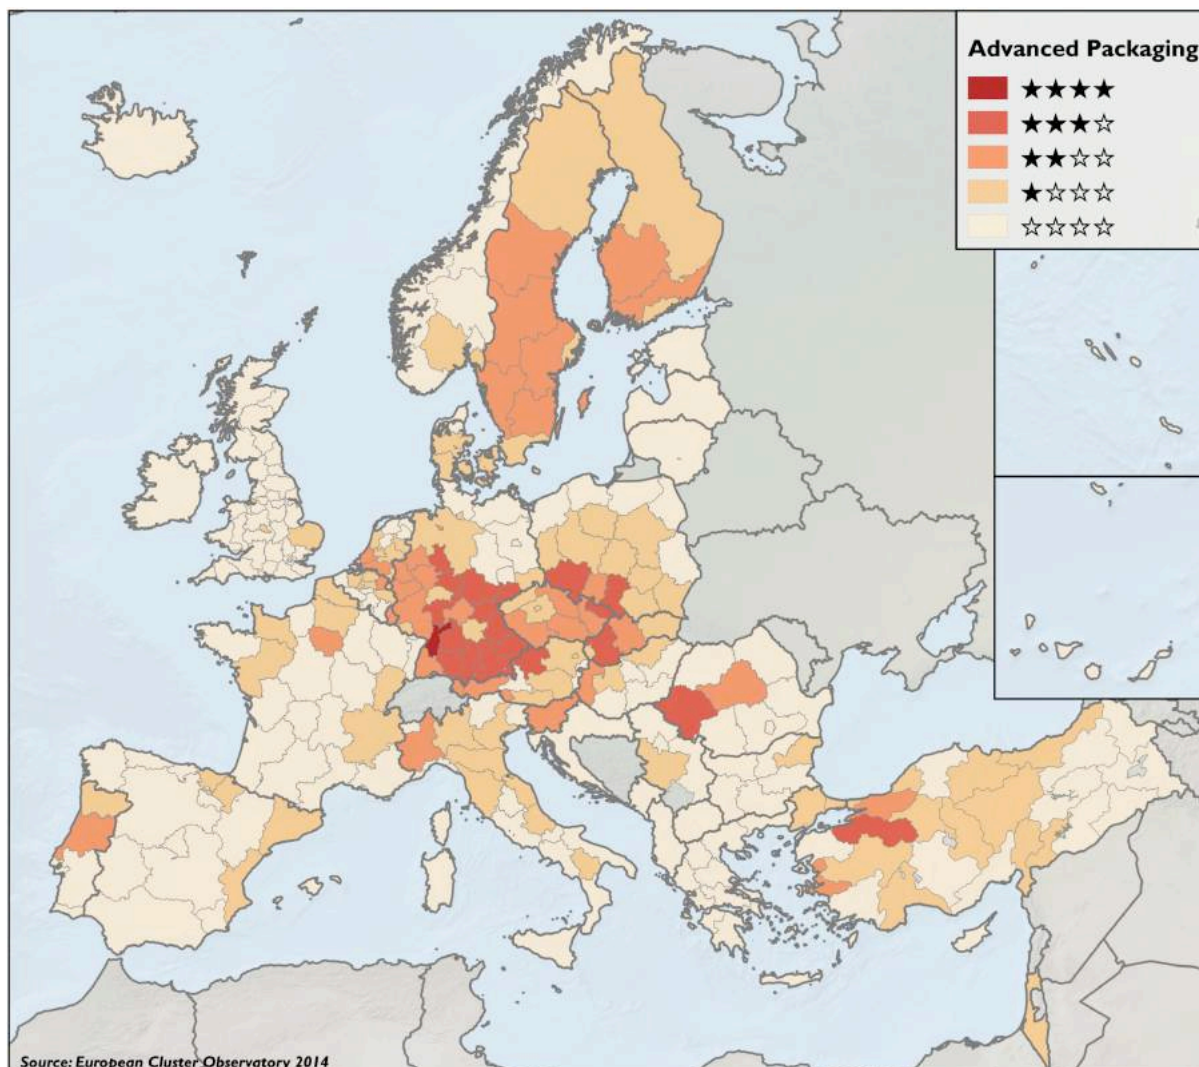 Advanced Packaging
★★★★
★★★☆
★★☆☆
★☆☆☆
☆☆☆☆
Source: European Cluster Observatory 2014